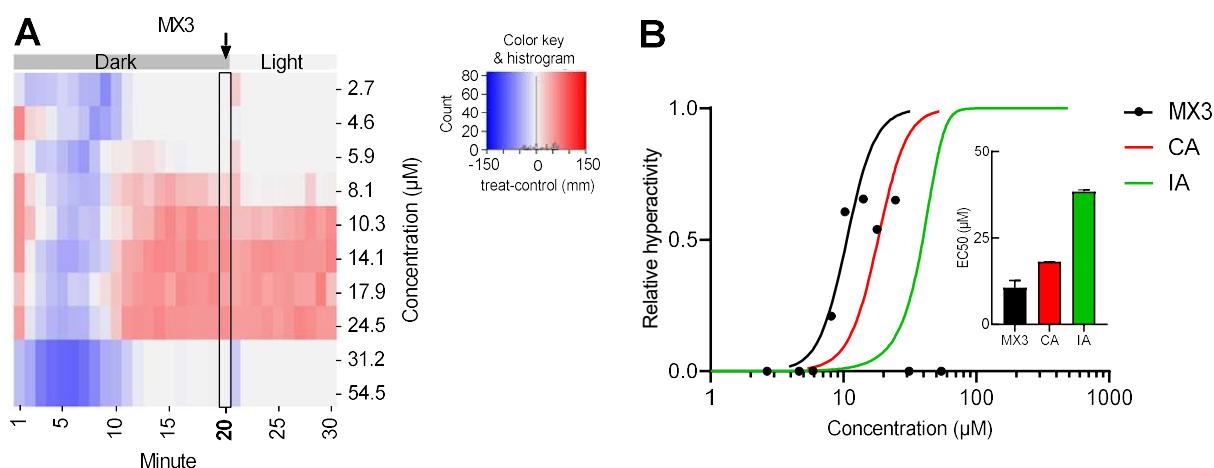 A
MX3
Dark
Light
2.7
4.6
5.9
8.1
10.3
14.1
17.9
24.5
31.2
54.5
Concentration (µM)
1
5
10
15
20
25
30
Minute
Color key
& histrogram
80
60
40
20
0
Count
-150
0
150
treat-control (mm)
B
1.0
0.5
0.0
Relative hyperactivity
1
10
100
1000
Concentration (µM)
50
25
0
EC50 (µM)
MX3
CA
IA
MX3
CA
IA